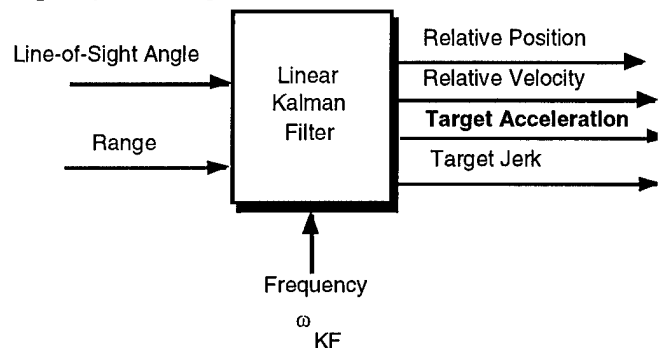 Line-of-Sight Angle
Range
Linear
Kalman
Filter
Relative Position
Relative Velocity
Target Acceleration
Target Jerk
Frequency
ω
KF